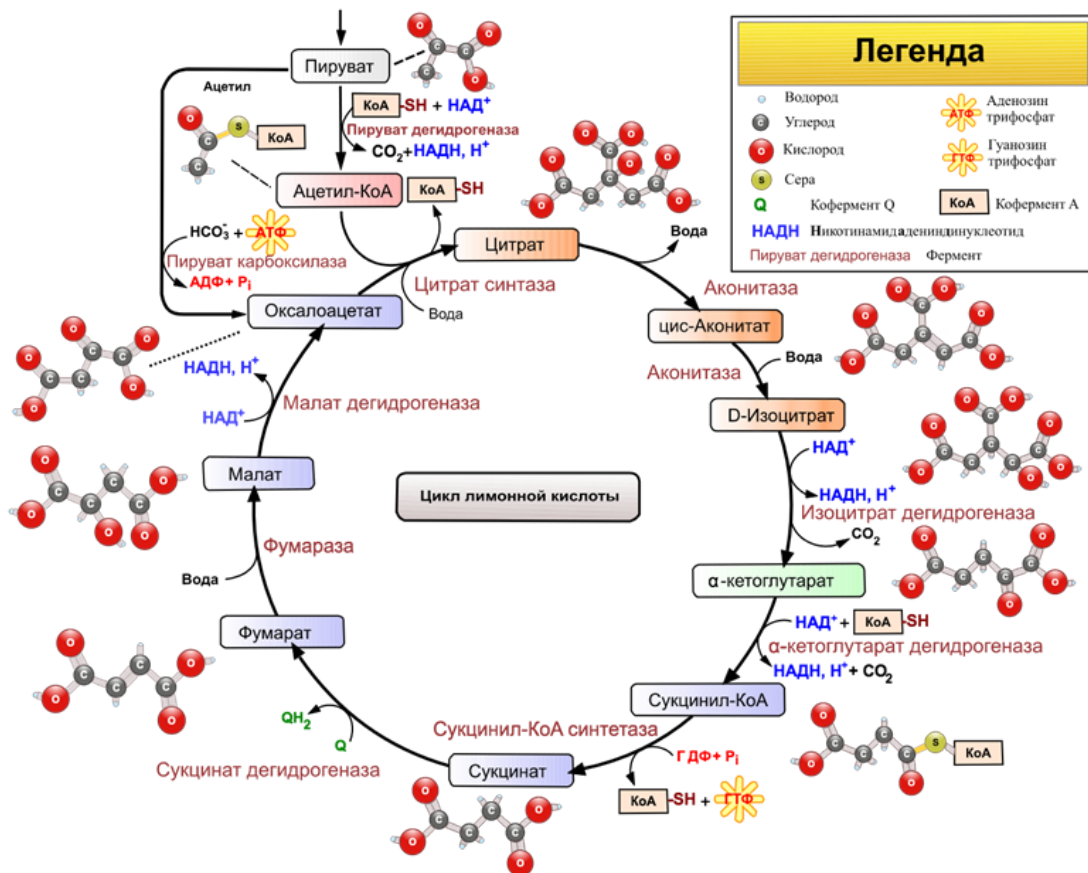 Легенда
Водород
Углерод
Кислород
Сера
Q Кофермент Q
АТФ Аденозин
трифосфат
ГТФ Гуанозин
трифосфат
КоА Кофермент А
НАДН Никотинамидадениндинуклеотид
Пируват дегидрогеназа Фермент
Пируват
Ацетил
S КоА
КоА -SH + НАД⁺
Пируват дегидрогеназа
CO₂+НАДН, H⁺
Ацетил-КоА
КоА -SH
HCO₃⁻ + АТФ
Пируват карбоксилаза
АДФ+ Pᵢ
Оксалоацетат
Цитрат синтаза
Вода
Цитрат
Вода
Аконитаза
цис-Аконитат
Вода
Аконитаза
D-Изоцитрат
НАД⁺
НАДН, H⁺
Изоцитрат дегидрогеназа
CO₂
α-кетоглутарат
НАД⁺ + КоА -SH
α-кетоглутарат дегидрогеназа
НАДН, H⁺ + CO₂
Сукцинил-КоА
S КоА
Сукцинил-КоА синтетаза
ГДФ+ Pᵢ
КоА -SH + ГТФ
Сукцинат
QH₂
Q
Сукцинат дегидрогеназа
Фумарат
Вода
Фумараза
Малат
НАДН, H⁺
НАД⁺
Малат дегидрогеназа
Цикл лимонной кислоты